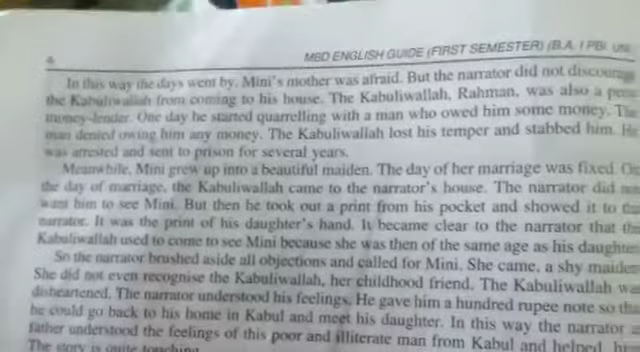 MBD ENGLISH GUIDE (FIRST SEMESTER) (B.A. I PBI. UNI.
In this way the days went by. Mini's mother was afraid. But the narrator did not discourage
the Kabuliwallah from coming to his house. The Kabuliwallah, Rahman, was also a
money-lender. One day he started quarrelling with a man who owed him some money. The
man denied owing him any money. The Kabuliwallah lost his temper and stabbed him. He
was arrested and sent to prison for several years.
Meanwhile, Mini grew up into a beautiful maiden. The day of her marriage was fixed. On
the day of marriage, the Kabuliwallah came to the narrator's house. The narrator did not
want him to see Mini. But then he took out a print from his pocket and showed it to the
narrator. It was the print of his daughter's hand. It became clear to the narrator that the
Kabuliwallah used to come to see Mini because she was then of the same age as his daughter.
So the narrator brushed aside all objections and called for Mini. She came, a shy maiden.
She did not even recognise the Kabuliwallah, her childhood friend. The Kabuliwallah was
disheartened. The narrator understood his feelings. He gave him a hundred rupee note so that
he could go back to his home in Kabul and meet his daughter. In this way the narrator a
father understood the feelings of this poor and illiterate man from Kabul and helped him
The story is quite touching